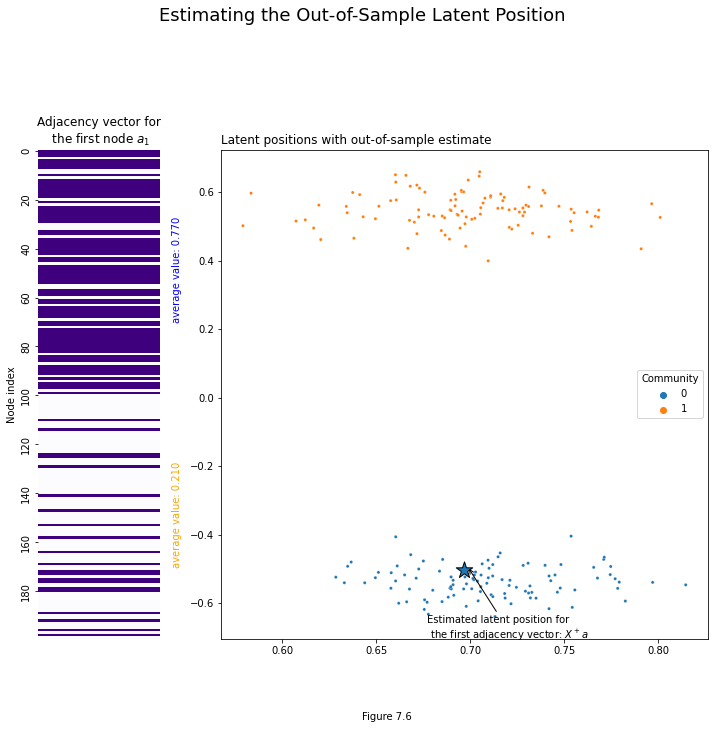 Estimating the Out-of-Sample Latent Position
Adjacency vector for
the first node a₁
Node index
0
20
40
60
80
100
120
140
160
180
average value: 0.770
average value: 0.210
Latent positions with out-of-sample estimate
0.6
0.4
0.2
0.0
−0.2
−0.4
−0.6
Community
0
1
Estimated latent position for
the first adjacency vector: X⁺a
0.60 0.65 0.70 0.75 0.80
Figure 7.6